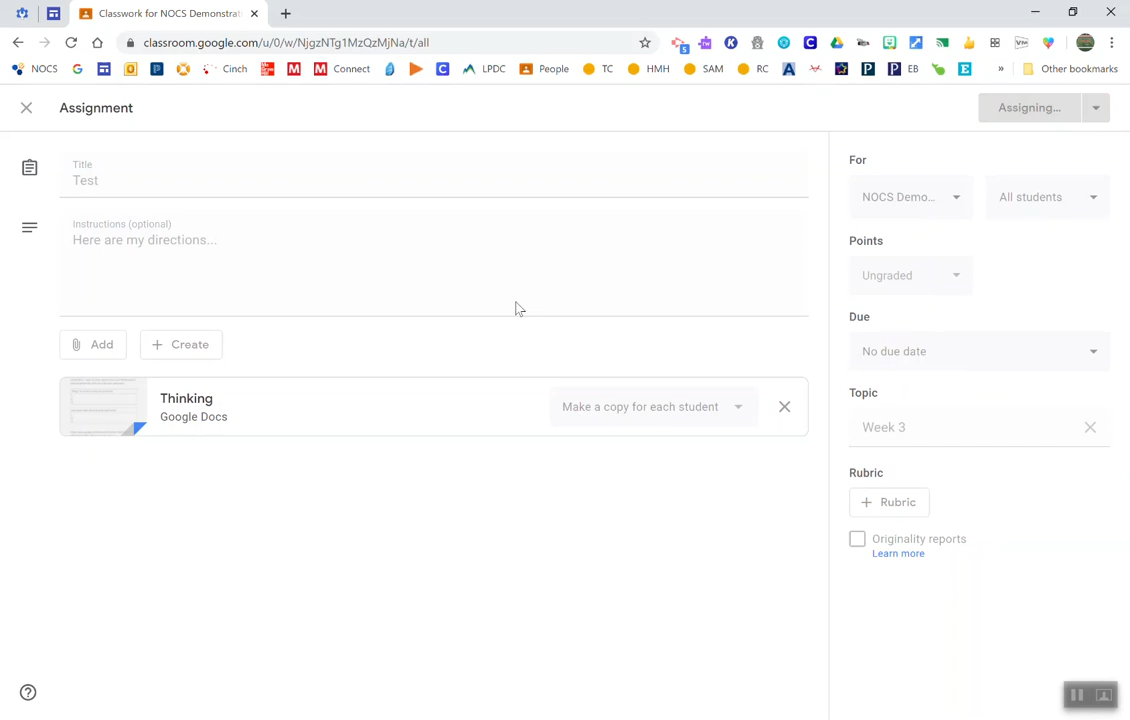 Classwork for NOCS Demonstrat
classroom.google.com/u/0/w/NjgzNTg1MzQzMjNa/t/all
5
NOCS
Cinch
Connect
LPDC
People
TC
HMH
SAM
RC
EB
»
Other bookmarks
Assignment
Assigning...
Title
Test
Instructions (optional)
Here are my directions...
Add
Create
Thinking
Google Docs
Make a copy for each student
For
NOCS Demo...
All students
Points
Ungraded
Due
No due date
Topic
Week 3
Rubric
Rubric
Originality reports
Learn more